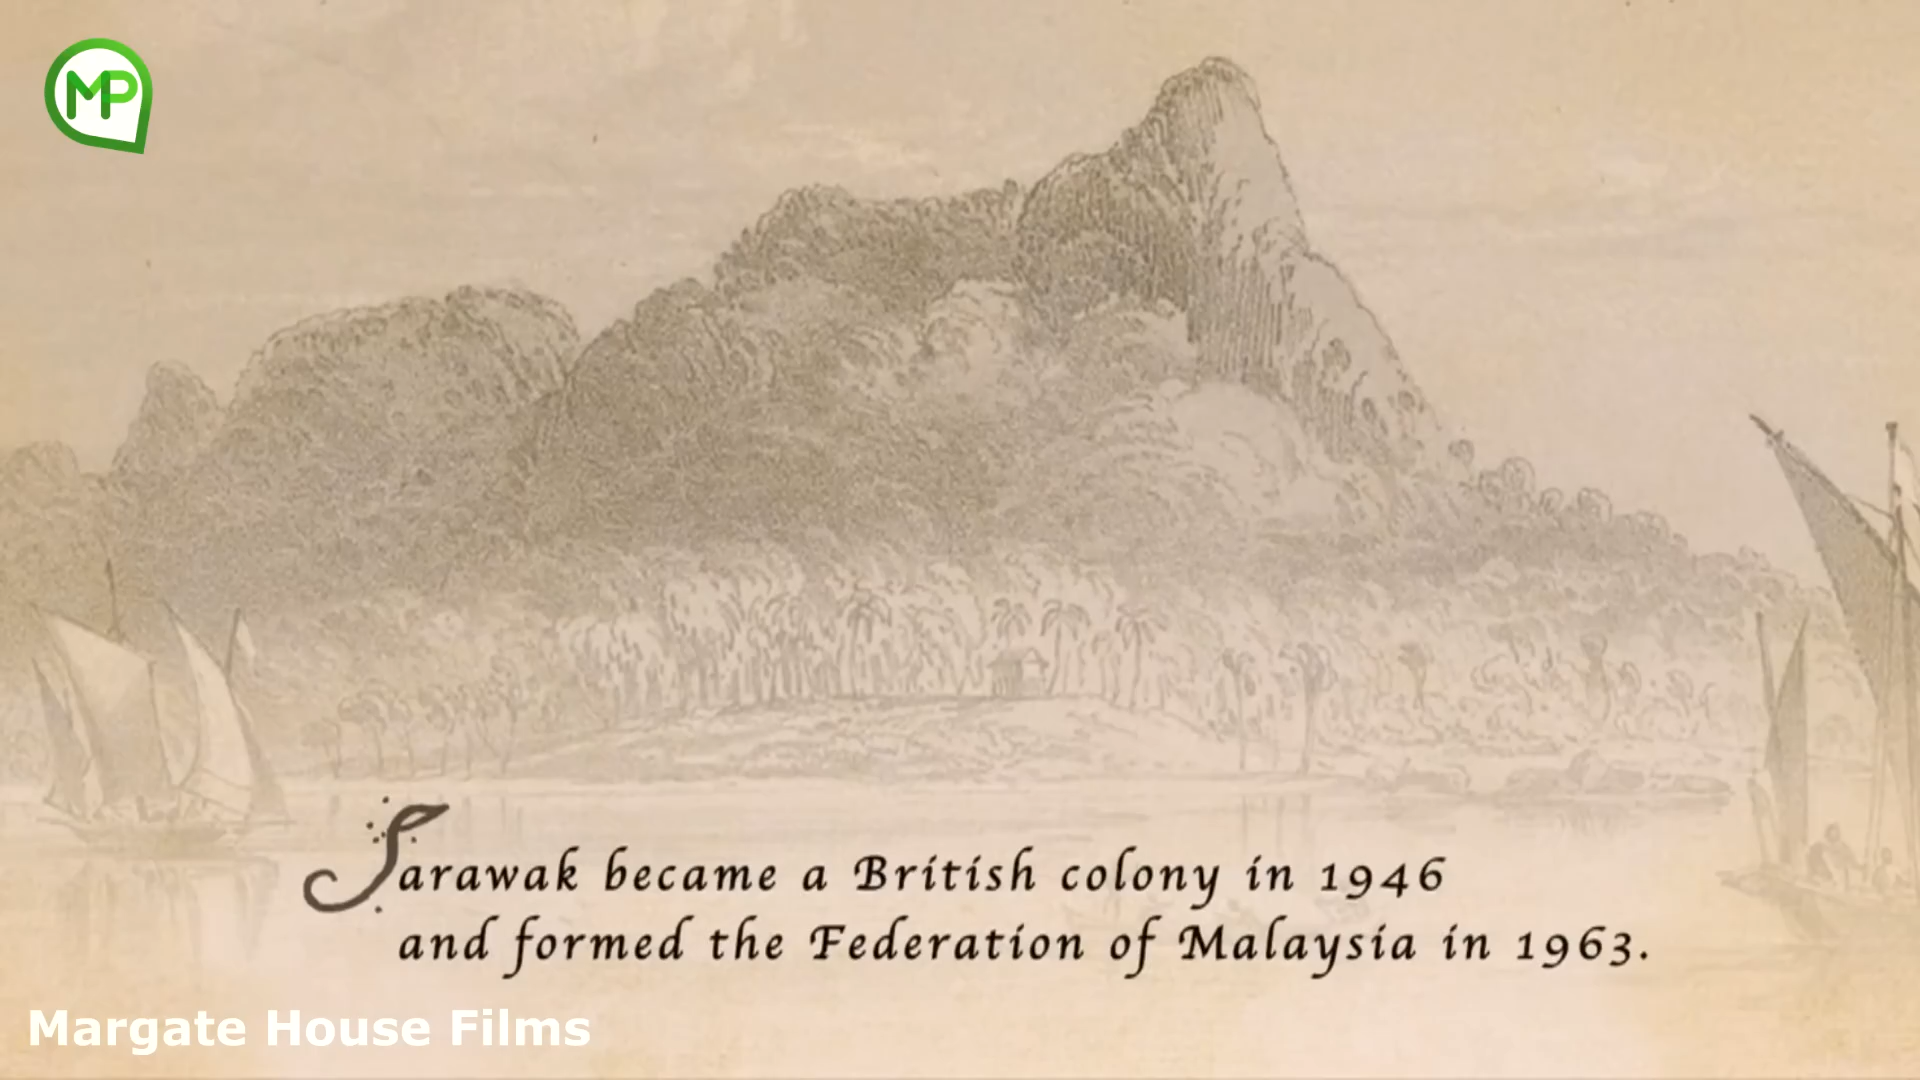 MP
Sarawak became a British colony in 1946
and formed the Federation of Malaysia in 1963.
Margate House Films